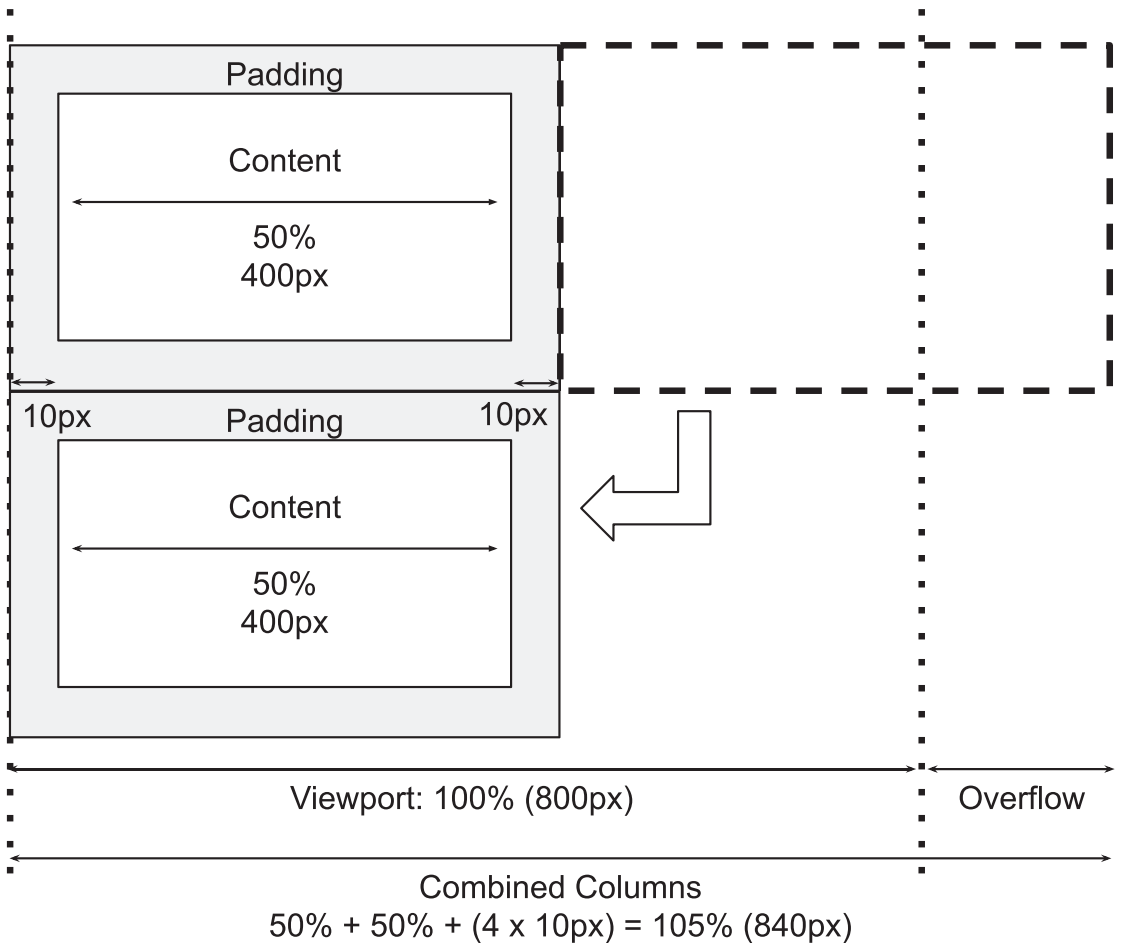 Padding
Content
50%
400px
10px
10px
Padding
Content
50%
400px
Viewport: 100% (800px)
Overflow
Combined Columns
50% + 50% + (4 x 10px) = 105% (840px)